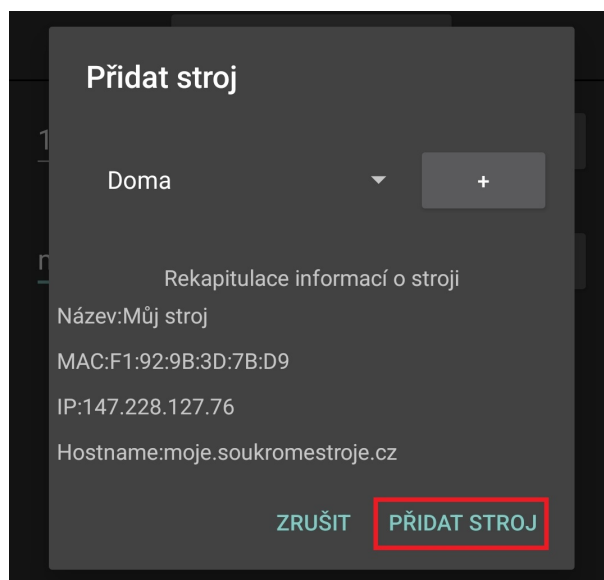 Přidat stroj
1
Doma
+
Rekapitulace informací o stroji
Název:Můj stroj
MAC:F1:92:9B:3D:7B:D9
IP:147.228.127.76
Hostname:moje.soukromestroje.cz
ZRUŠIT PŘIDAT STROJ